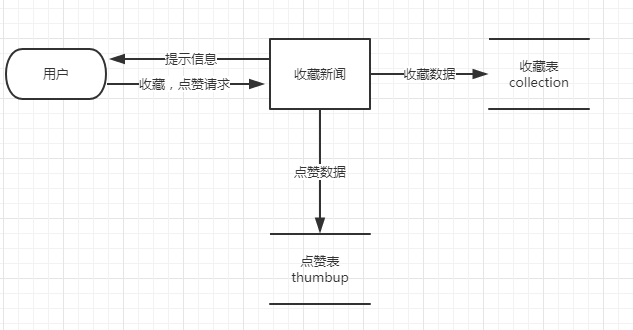 提示信息
用户
收藏，点赞请求
收藏新闻
收藏数据
收藏表
collection
点赞数据
点赞表
thumbup